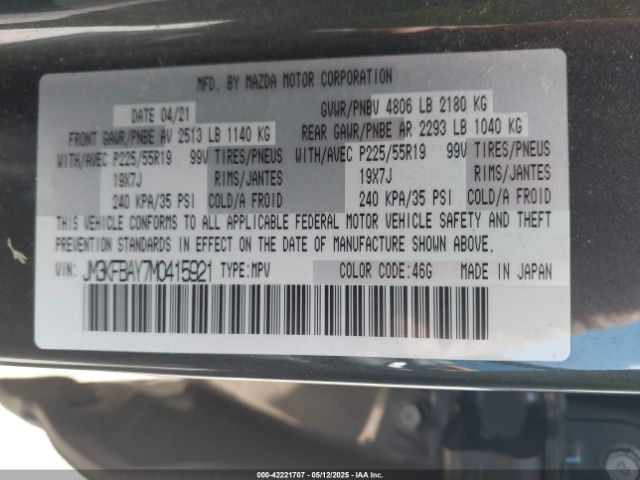 MFD. BY MAZDA MOTOR CORPORATION
DATE 04/21 GVWR/PNBV 4806 LB 2180 KG
FRONT GAWR/PNBE AV 2513 LB 1140 KG REAR GAWR/PNBE AR 2293 LB 1040 KG
WITH/AVEC P225/55R19 99V TIRES/PNEUS WITH/AVEC P225/55R19 99V TIRES/PNEUS
19X7J RIMS/JANTES 19X7J RIMS/JANTES
240 KPA/35 PSI COLD/A FROID 240 KPA/35 PSI COLD/A FROID
THIS VEHICLE CONFORMS TO ALL APPLICABLE FEDERAL MOTOR VEHICLE SAFETY AND THEFT
PREVENTION STANDARDS IN EFFECT ON THE DATE OF MANUFACTURE SHOWN ABOVE.
VIN: JM3KFBAY7M0415921 TYPE:MPV COLOR CODE:46G MADE IN JAPAN
000-42221707 - 05/12/2025 - IAAI, Inc.